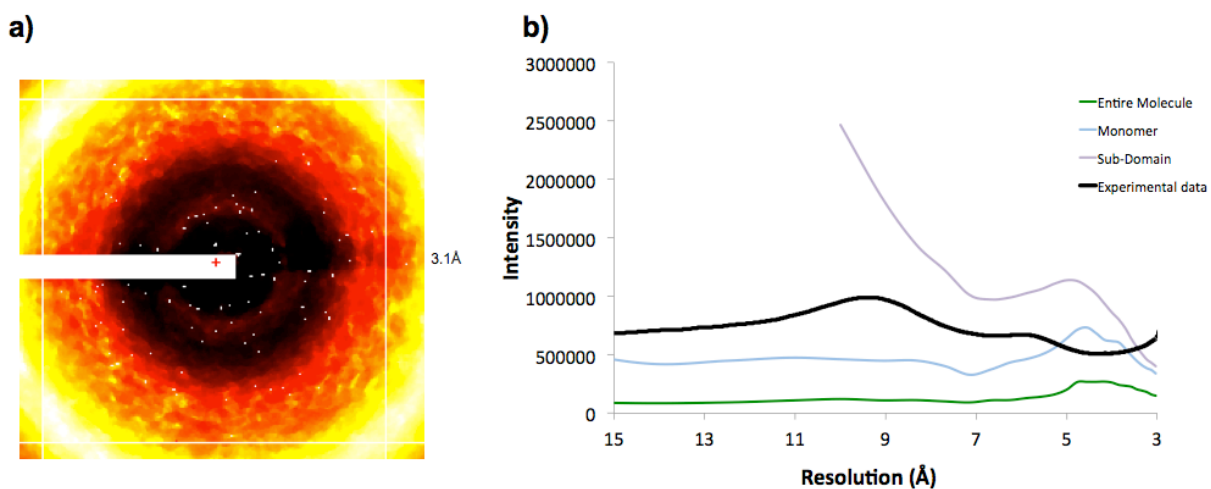 a)
3.1Å
b)
Intensity
3000000
2500000
2000000
1500000
1000000
500000
0
15 13 11 9 7 5 3
Resolution (Å)
Entire Molecule
Monomer
Sub-Domain
Experimental data